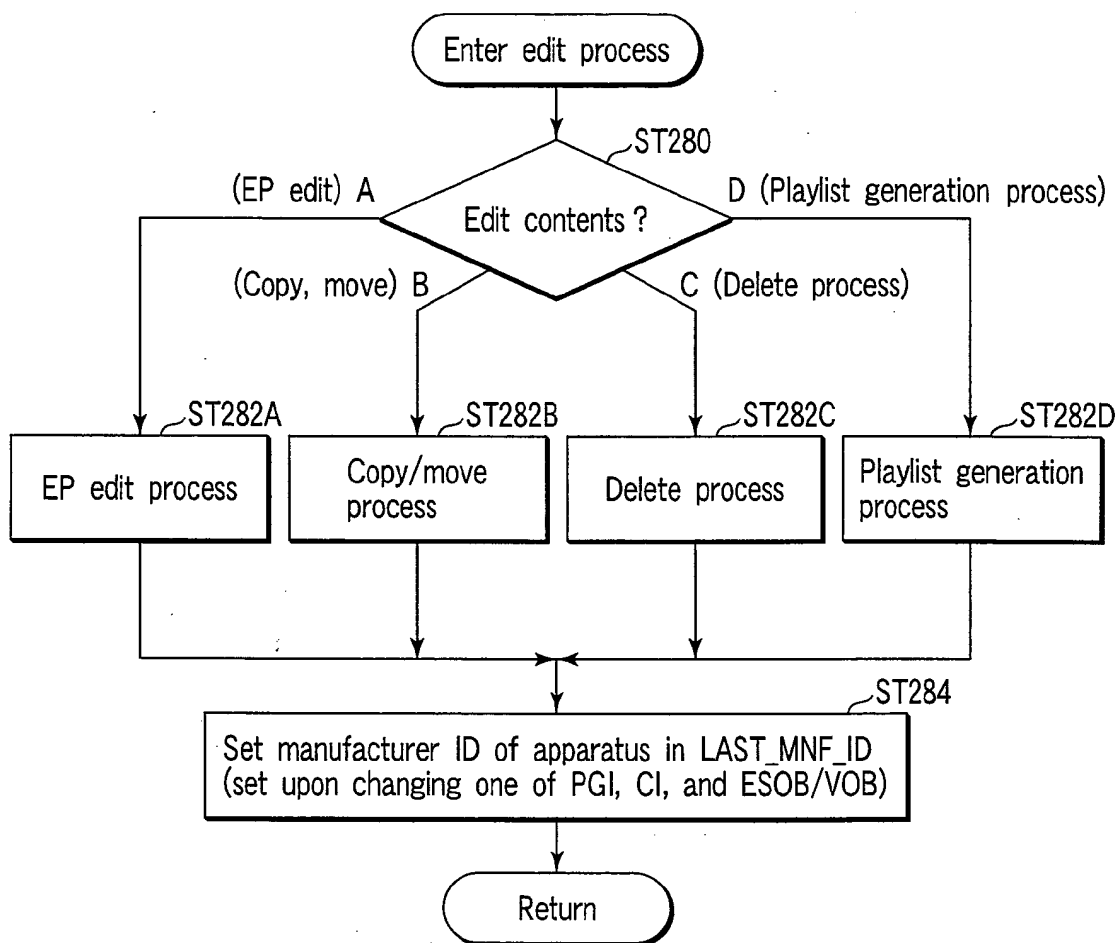 Enter edit process
ST280
(EP edit) A
D (Playlist generation process)
Edit contents ?
(Copy, move) B
C (Delete process)
ST282A
ST282B
ST282C
ST282D
EP edit process
Copy/move
process
Delete process
Playlist generation
process
ST284
Set manufacturer ID of apparatus in LAST_MNF_ID
(set upon changing one of PGI, CI, and ESOB/VOB)
Return